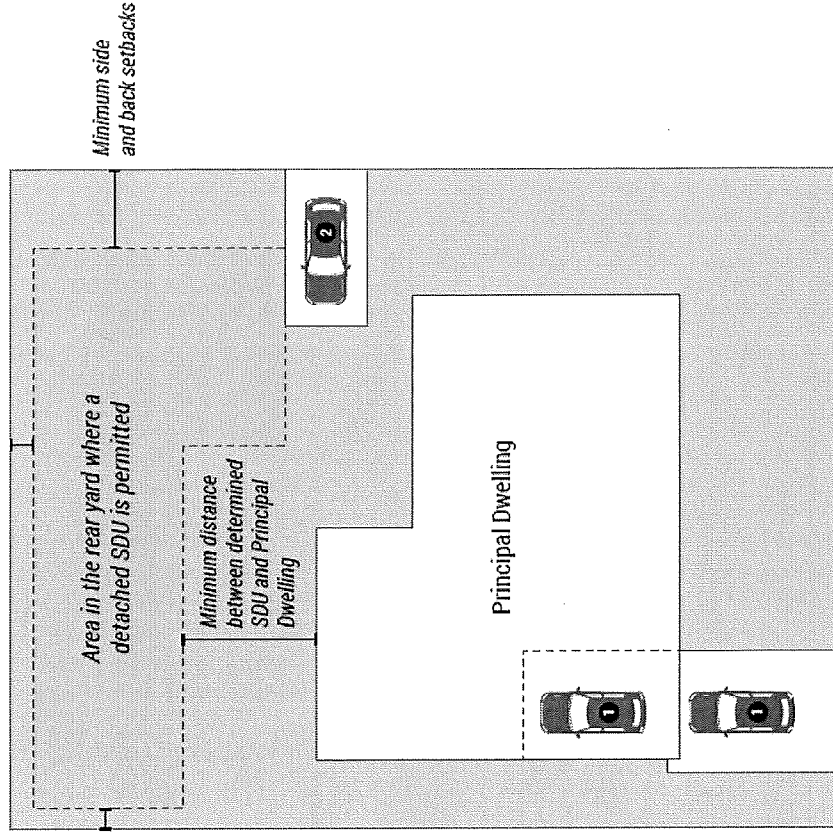 Minimum side
and back setbacks
Area in the rear yard where a
detached SDU is permitted
2
Minimum distance
between determined
SDU and Principal
Dwelling
Principal Dwelling
1
1